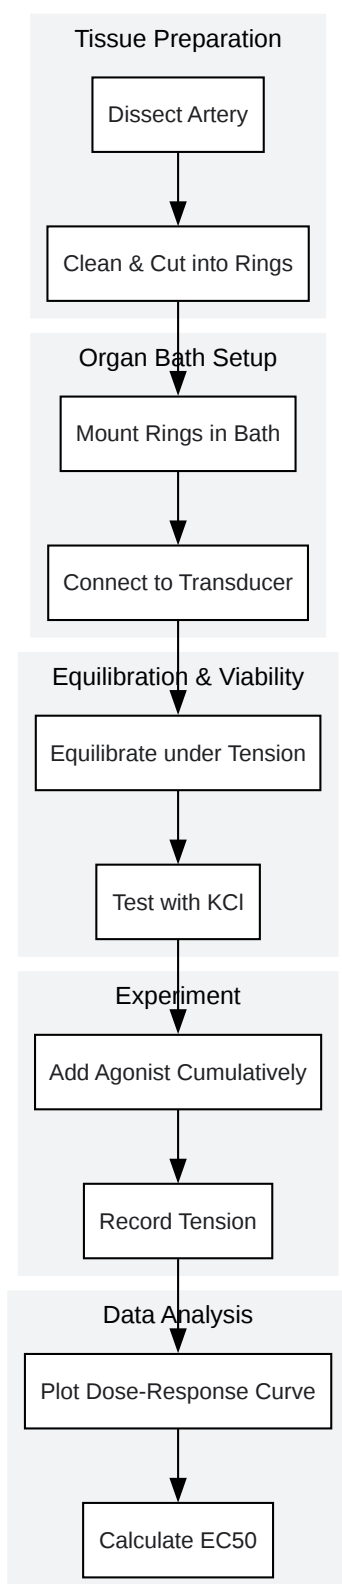 Tissue Preparation
Dissect Artery
Clean & Cut into Rings
Organ Bath Setup
Mount Rings in Bath
Connect to Transducer
Equilibration & Viability
Equilibrate under Tension
Test with KCl
Experiment
Add Agonist Cumulatively
Record Tension
Data Analysis
Plot Dose-Response Curve
Calculate EC50